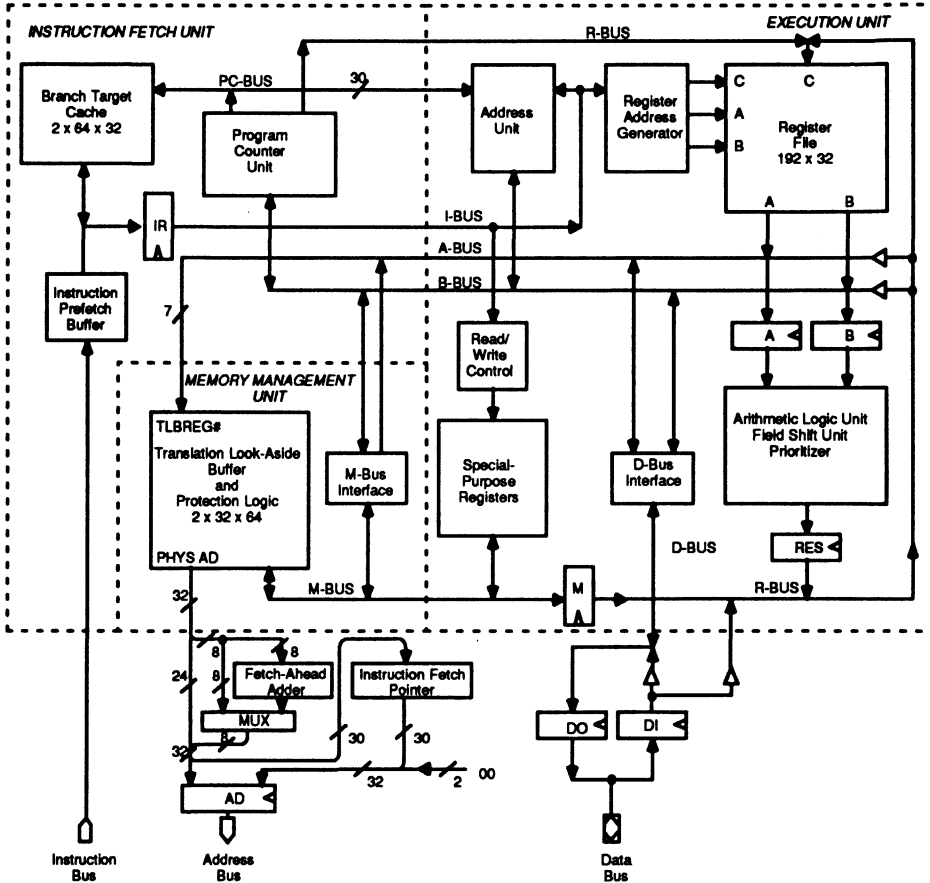 INSTRUCTION FETCH UNIT
R-BUS
EXECUTION UNIT
Branch Target
Cache
2 x 64 x 32
PC-BUS
30
Program
Counter
Unit
Address
Unit
Register
Address
Generator
C
C
A
B
Register
File
192 x 32
A
B
IR
I-BUS
A-BUS
B-BUS
Instruction
Prefetch
Buffer
7
Read/
Write
Control
A
B
MEMORY MANAGEMENT
UNIT
TLBREG#
Translation Look-Aside
Buffer
and
Protection Logic
2 x 32 x 64
PHYS AD
M-Bus
Interface
Special-
Purpose
Registers
D-Bus
Interface
Arithmetic Logic Unit
Field Shift Unit
Prioritizer
D-BUS
RES
32
M-BUS
M
R-BUS
8
8
24
8
Fetch-Ahead
Adder
Instruction Fetch
Pointer
MUX
8
32
30
30
DO
DI
32
2
00
AD
Instruction
Bus
Address
Bus
Data
Bus